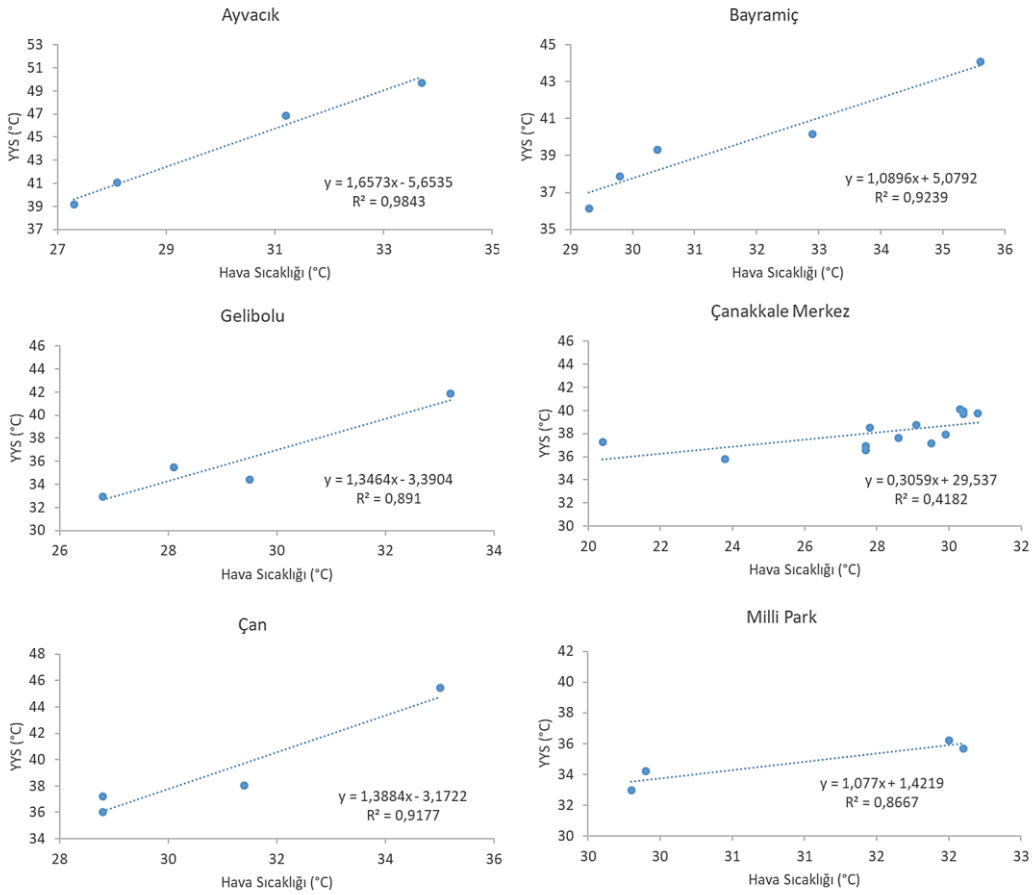 Ayvacık
53
51
49
47
45
43
41
39
37
YYS (°C)
y = 1,6573x - 5,6535
R² = 0,9843
27 29 31 33 35
Hava Sıcaklığı (°C)
Bayramiç
45
43
41
39
37
35
YYS (°C)
y = 1,0896x + 5,0792
R² = 0,9239
29 30 31 32 33 34 35 36
Hava Sıcaklığı (°C)
Gelibolu
46
44
42
40
38
36
34
32
30
YYS (°C)
y = 1,3464x - 3,3904
R² = 0,891
26 28 30 32 34
Hava Sıcaklığı (°C)
Çanakkale Merkez
46
44
42
40
38
36
34
32
30
YYS (°C)
y = 0,3059x + 29,537
R² = 0,4182
20 22 24 26 28 30 32
Hava Sıcaklığı (°C)
Çan
48
46
44
42
40
38
36
34
YYS (°C)
y = 1,3884x - 3,1722
R² = 0,9177
28 30 32 34 36
Hava Sıcaklığı (°C)
Milli Park
42
40
38
36
34
32
30
YYS (°C)
y = 1,077x + 1,4219
R² = 0,8667
30 30 31 31 32 32 33
Hava Sıcaklığı (°C)